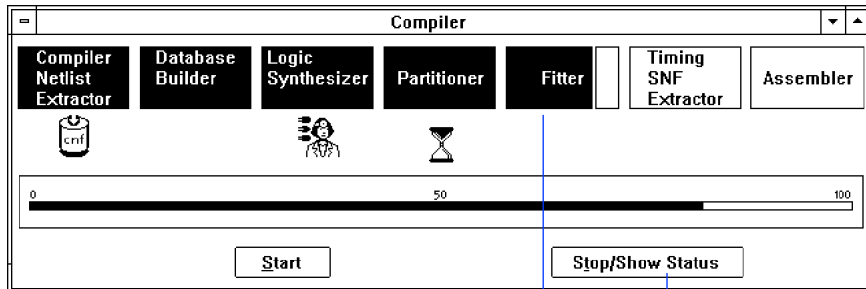 Compiler
Compiler
Netlist
Extractor
Database
Builder
Logic
Synthesizer
Partitioner
Fitter
Timing
SNF
Extractor
Assembler
cnf
0 50 100
Start
Stop/Show Status